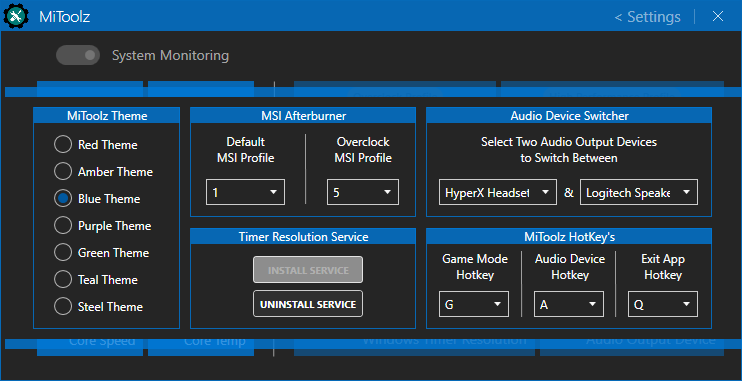 MiToolz
< Settings
System Monitoring
MiToolz Theme
Red Theme
Amber Theme
Blue Theme
Purple Theme
Green Theme
Teal Theme
Steel Theme
MSI Afterburner
Default
MSI Profile
1
Overclock
MSI Profile
5
Audio Device Switcher
Select Two Audio Output Devices
to Switch Between
HyperX Headset & Logitech Speake
Timer Resolution Service
INSTALL SERVICE
UNINSTALL SERVICE
MiToolz HotKey's
Game Mode
Hotkey
G
Audio Device
Hotkey
A
Exit App
Hotkey
Q
Core Speed
Core Temp
Windows Timer Resolution
Audio Output Device